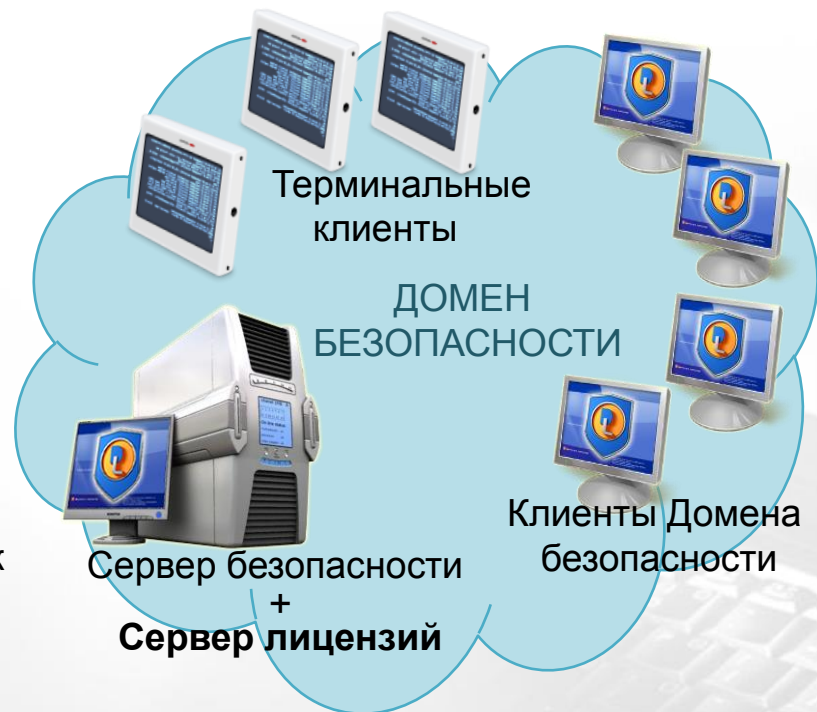 Терминальные
клиенты
ДОМЕН
БЕЗОПАСНОСТИ
Клиенты Домена
безопасности
к
Сервер безопасности
+
Сервер лицензий